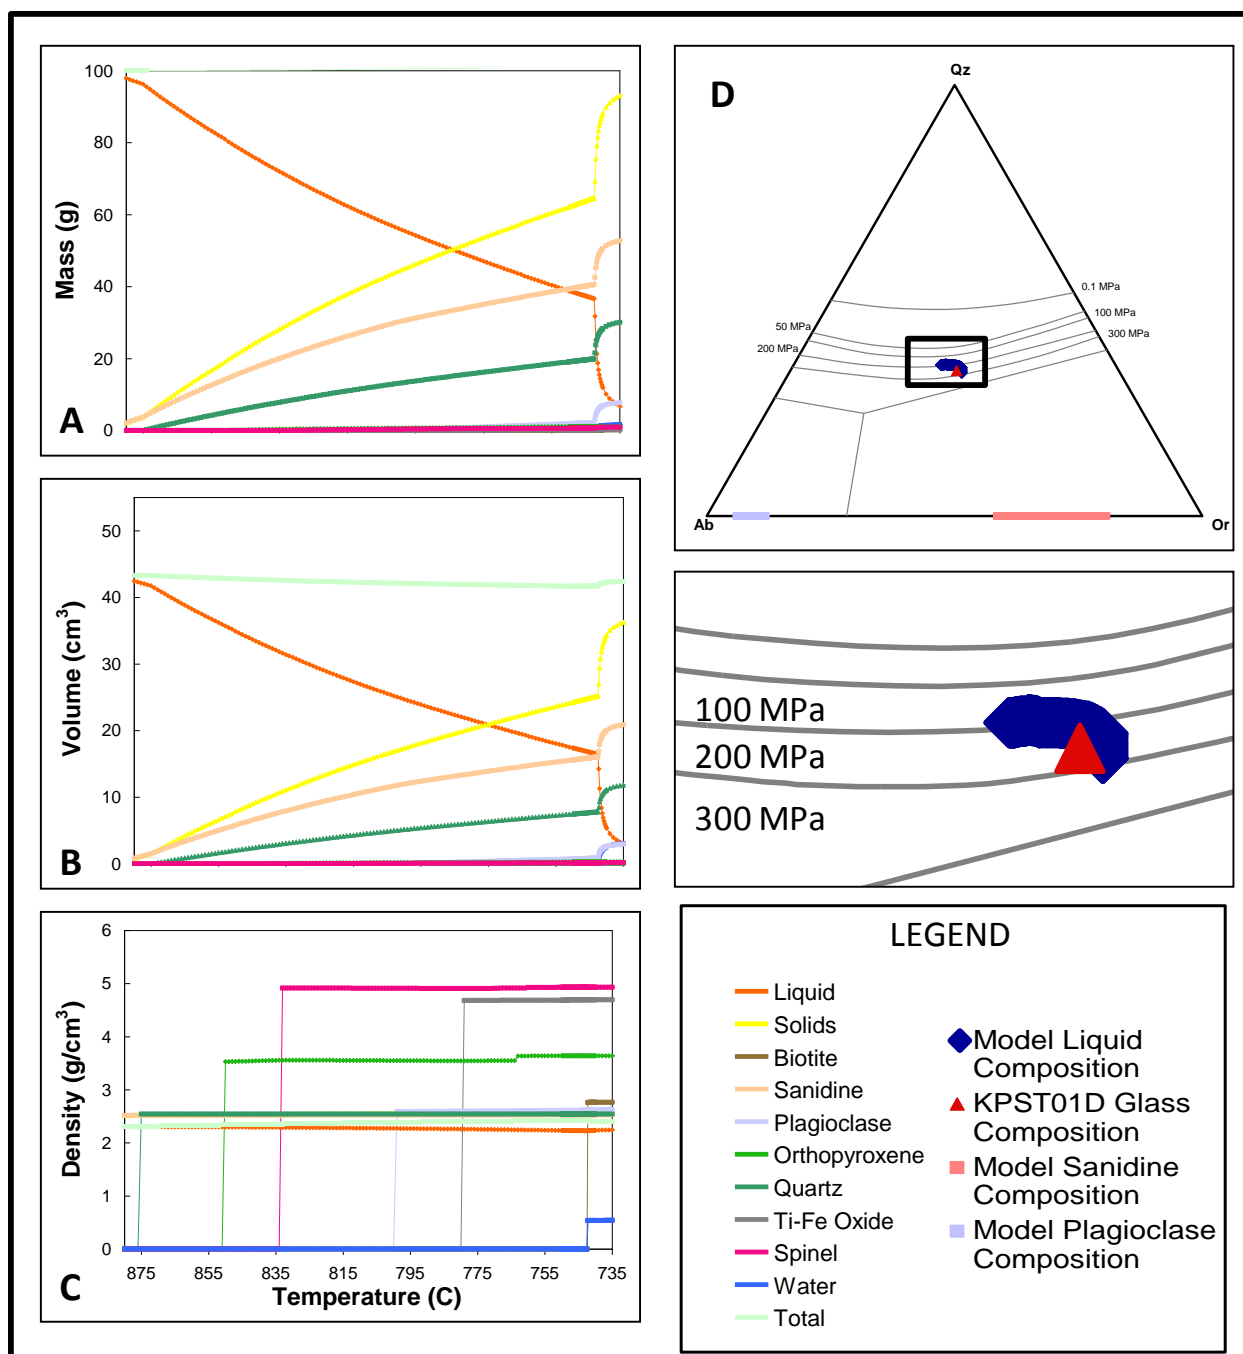 100
80
60
40
20
0
Mass (g)
A
50
40
30
20
10
0
Volume (cm3)
B
6
5
4
3
2
1
0
Density (g/cm3)
875 855 835 815 795 775 755 735
Temperature (C)
C
D
Qz
0.1 MPa
100 MPa
50 MPa
300 MPa
200 MPa
Ab
Or
100 MPa
200 MPa
300 MPa
LEGEND
Liquid
Solids
Biotite
Sanidine
Plagioclase
Orthopyroxene
Quartz
Ti-Fe Oxide
Spinel
Water
Total
Model Liquid
Composition
KPST01D Glass
Composition
Model Sanidine
Composition
Model Plagioclase
Composition